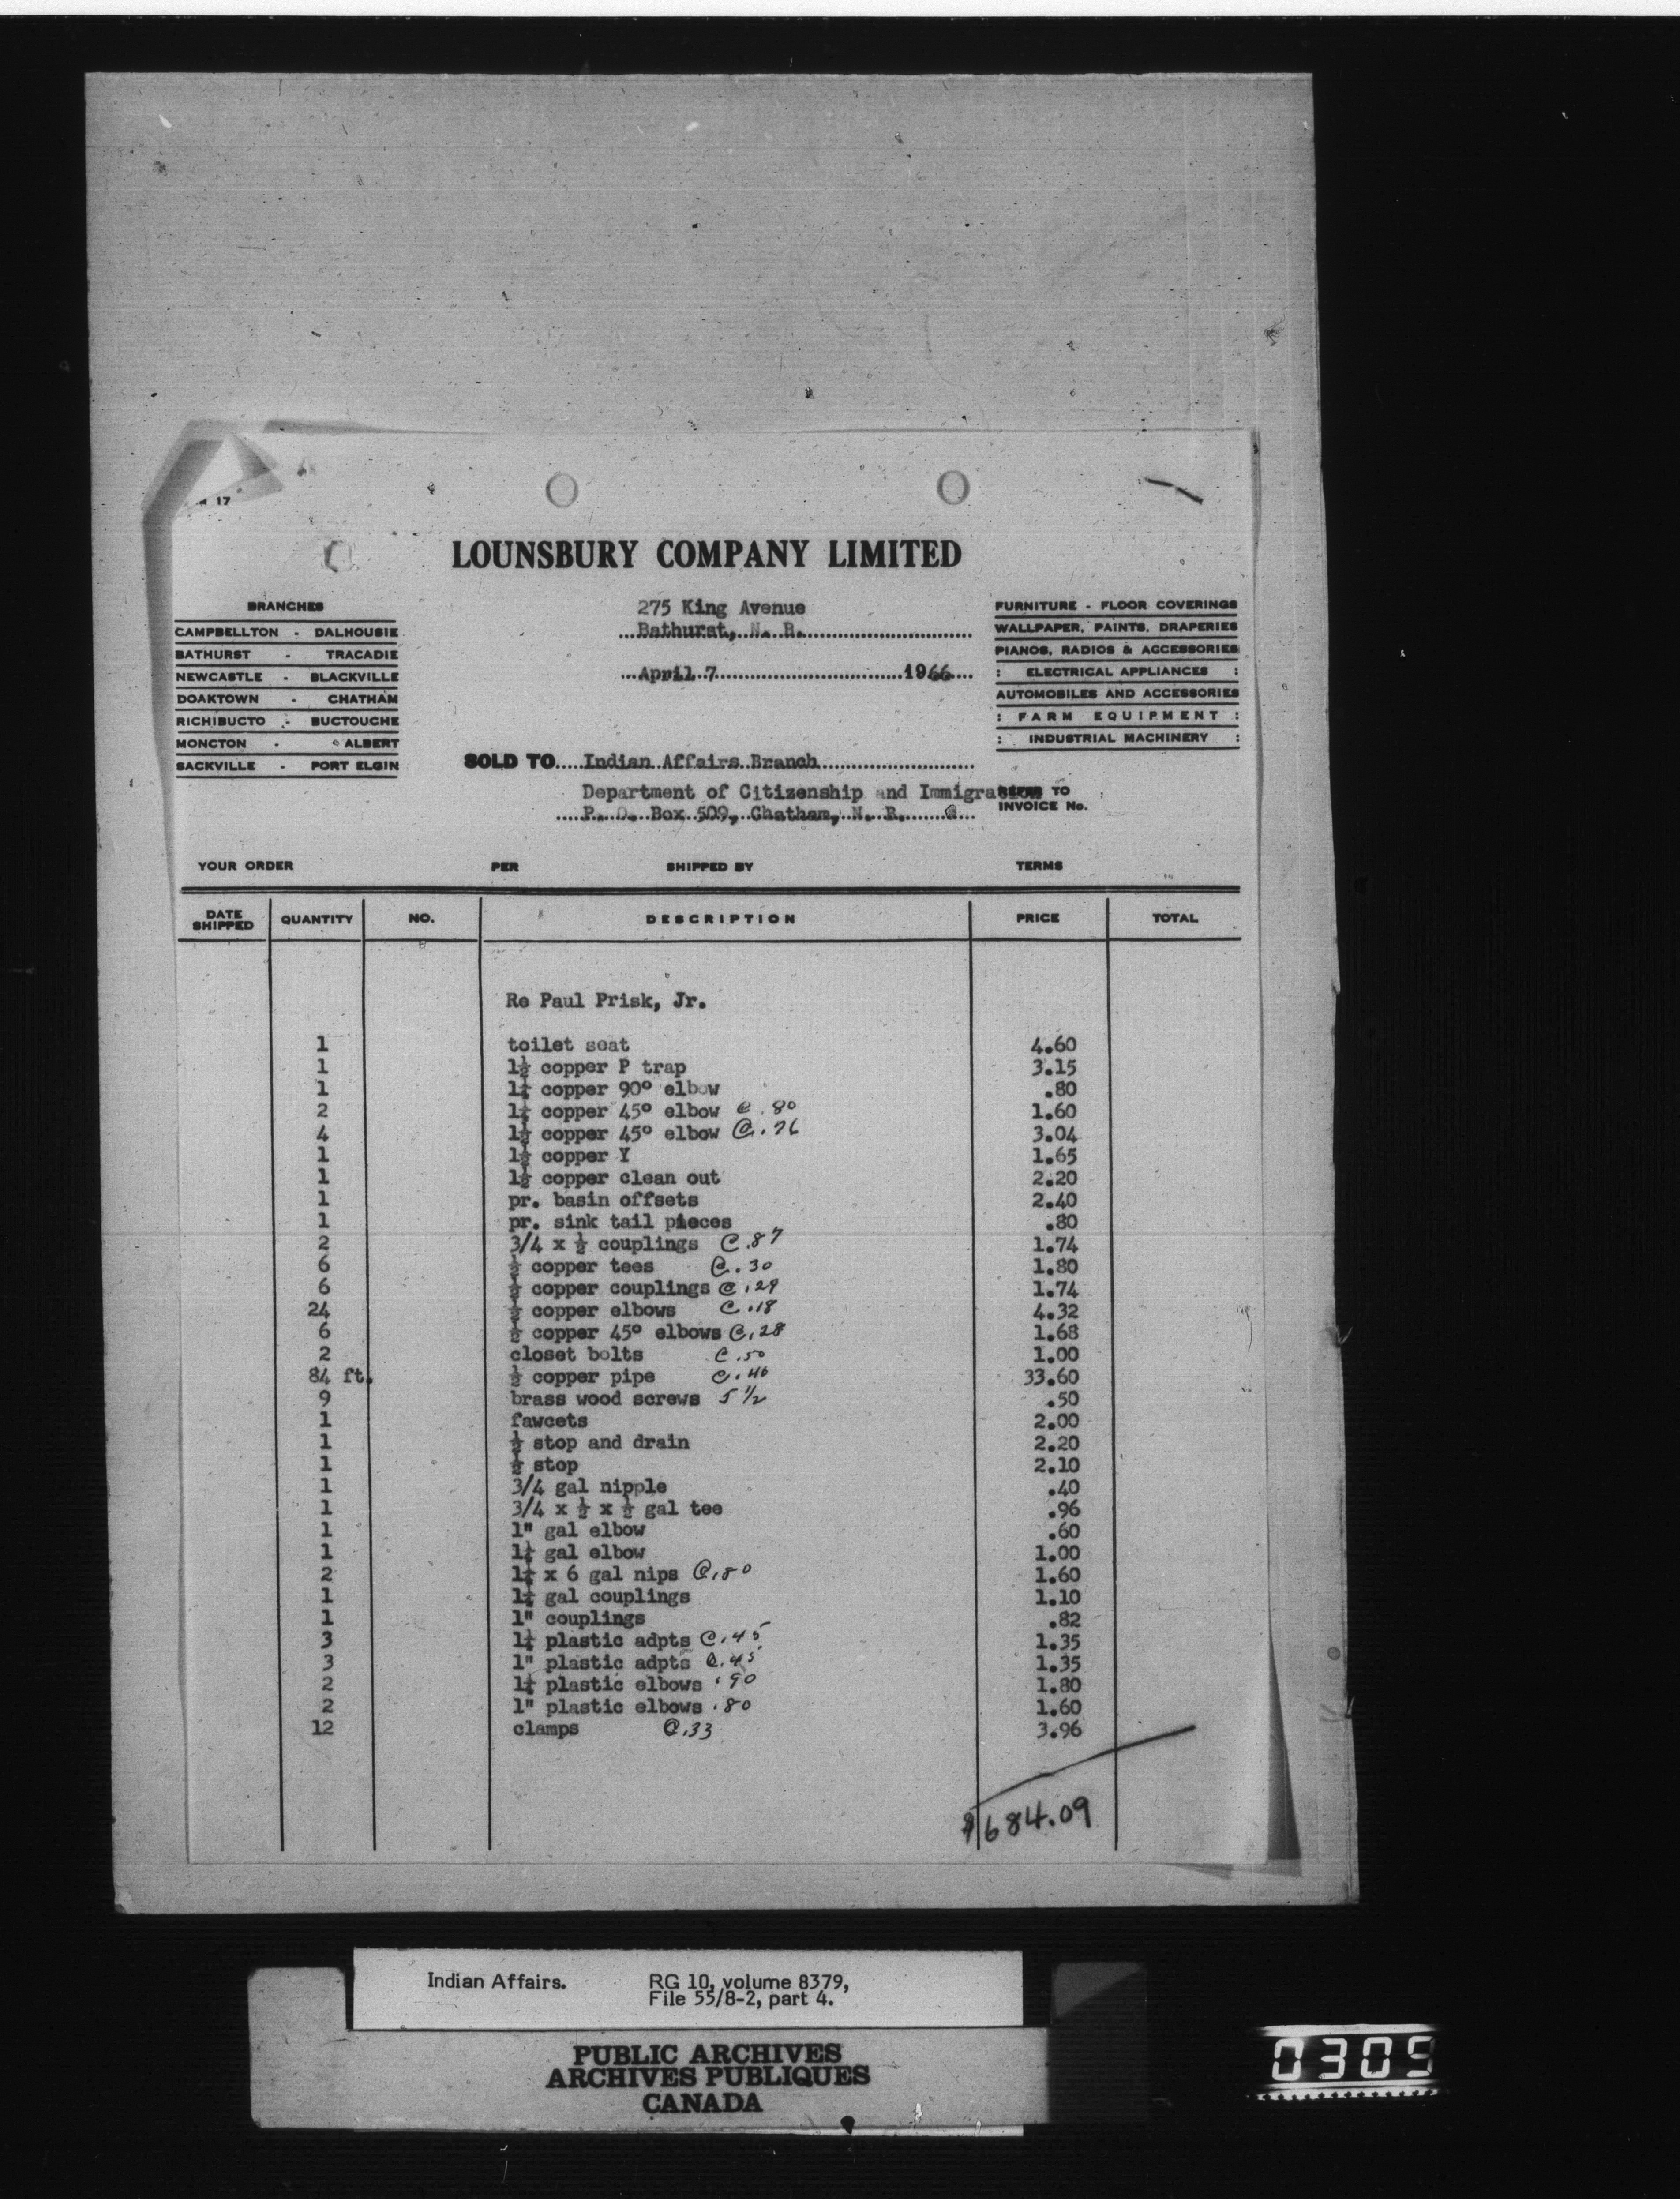 17
LOUNSBURY COMPANY LIMITED
BRANCHES
CAMPBELLTON - DALHOUSIE
BATHURST - TRACADIE
NEWCASTLE - BLACKVILLE
DOAKTOWN - CHATHAM
RICHIBUCTO - BUCTOUCHE
MONCTON - ALBERT
SACKVILLE - PORT ELGIN
275 King Avenue
Bathurst, N. B.
April 7 1966
FURNITURE - FLOOR COVERINGS
WALLPAPER, PAINTS, DRAPERIES
PIANOS, RADIOS & ACCESSORIES
: ELECTRICAL APPLIANCES :
AUTOMOBILES AND ACCESSORIES
: FARM EQUIPMENT :
: INDUSTRIAL MACHINERY :
SOLD TO Indian Affairs Branch
Department of Citizenship and Immigration
P. O. Box 509, Chatham, N. B.
TO
INVOICE No.
YOUR ORDER PER SHIPPED BY TERMS
DATE SHIPPED QUANTITY NO. DESCRIPTION PRICE TOTAL
Re Paul Prisk, Jr.
1 toilet seat 4.60
1 1½ copper P trap 3.15
1 1¼ copper 90° elbow .80
2 1¼ copper 45° elbow @ .80 1.60
4 1½ copper 45° elbow @ .76 3.04
1 1½ copper Y 1.65
1 1½ copper clean out 2.20
1 pr. basin offsets 2.40
1 pr. sink tail pieces .80
2 3/4 x ½ couplings @ .87 1.74
6 ½ copper tees @ .30 1.80
6 ½ copper couplings @ .29 1.74
24 ½ copper elbows @ .18 4.32
6 ½ copper 45° elbows @ .28 1.68
2 closet bolts @ .50 1.00
84 ft. ½ copper pipe @ .40 33.60
9 brass wood screws 5 1/2 .50
1 fawcets 2.00
1 ½ stop and drain 2.20
1 ½ stop 2.10
1 3/4 gal nipple .40
1 3/4 x ½ x ½ gal tee .96
1 1" gal elbow .60
1 1¼ gal elbow 1.00
2 1¼ x 6 gal nips @ .80 1.60
1 1¼ gal couplings 1.10
1 1" couplings .82
3 1¼ plastic adpts @ .45 1.35
3 1" plastic adpts @ .45 1.35
2 1¼ plastic elbows .90 1.80
2 1" plastic elbows .80 1.60
12 clamps @ .33 3.96
$684.09
Indian Affairs. RG 10, volume 8379,
File 55/8-2, part 4.
PUBLIC ARCHIVES
ARCHIVES PUBLIQUES
CANADA
0305